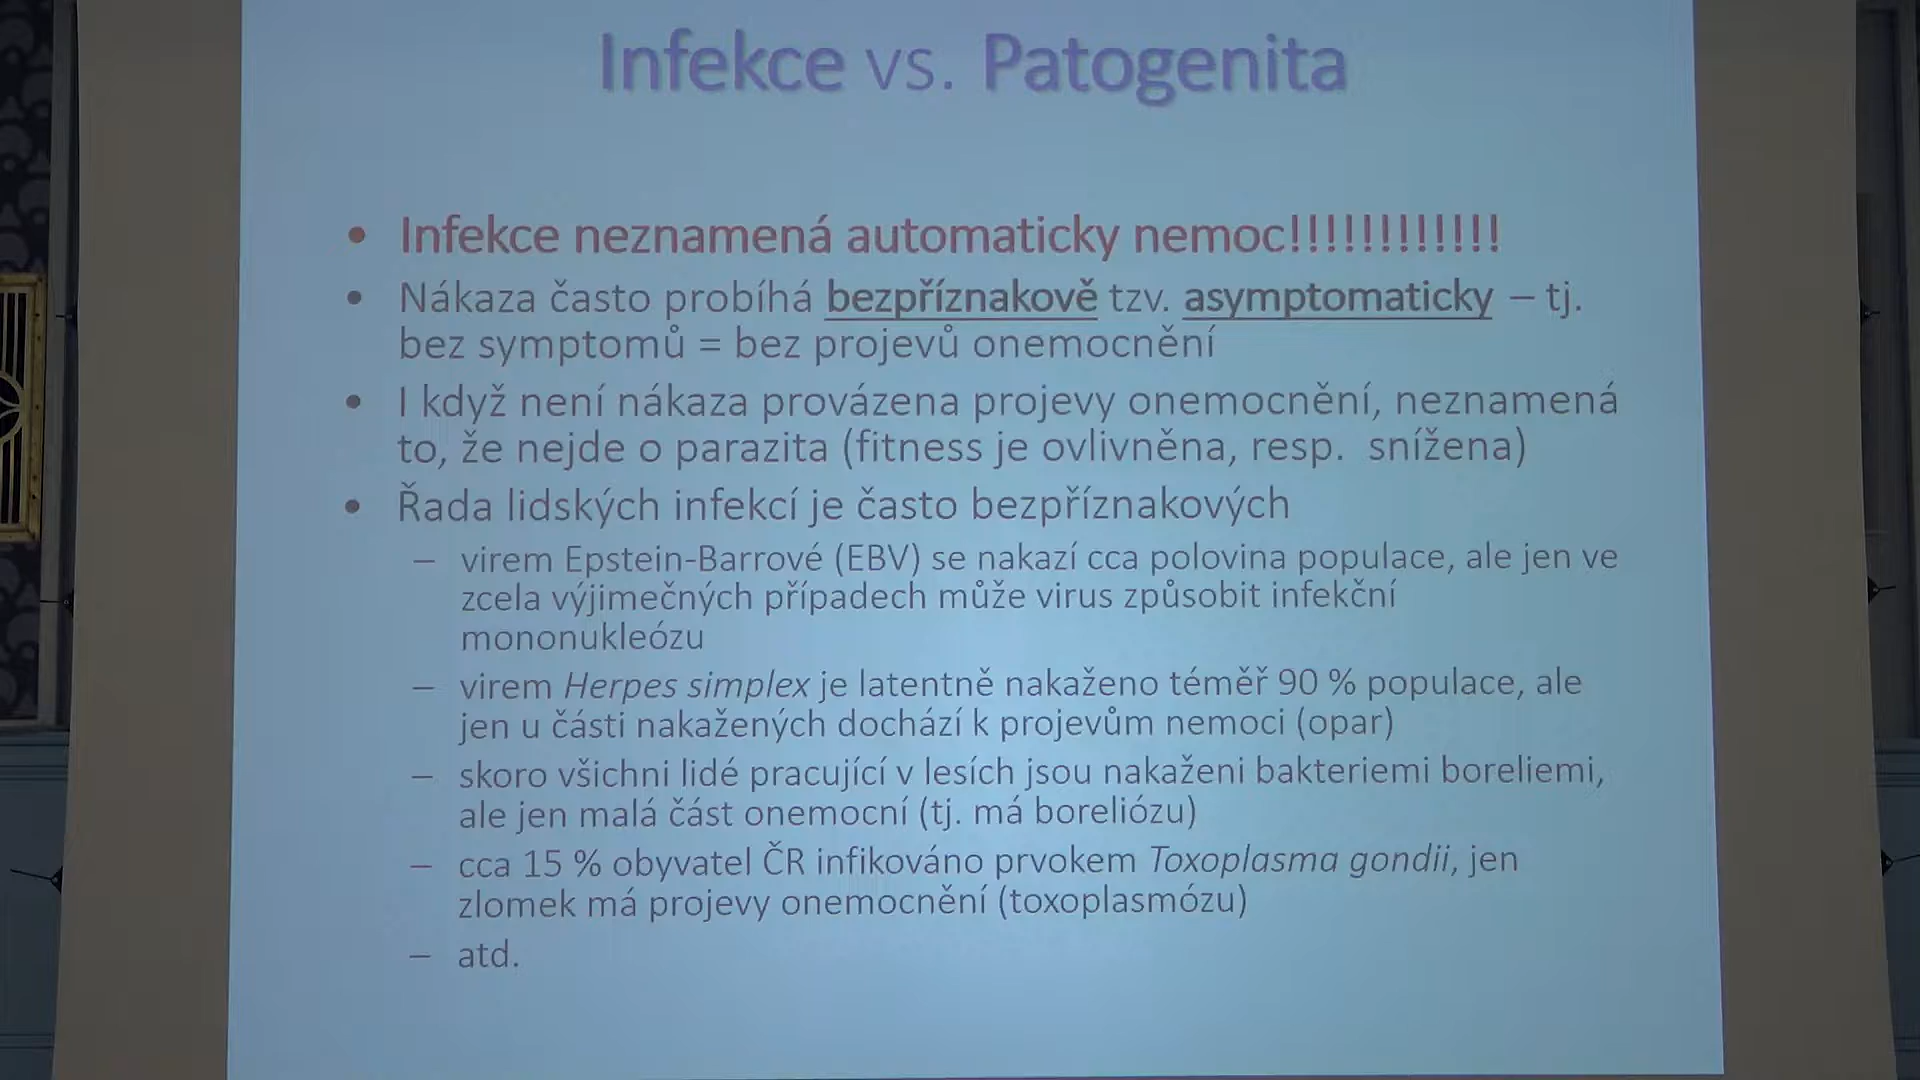 Infekce vs. Patogenita
• Infekce neznamená automaticky nemoc!!!!!!!!!!!!
• Nákaza často probíhá bezpříznakově tzv. asymptomaticky – tj.
bez symptomů = bez projevů onemocnění
• I když není nákaza provázena projevy onemocnění, neznamená
to, že nejde o parazita (fitness je ovlivněna, resp. snížena)
• Řada lidských infekcí je často bezpříznakových
– virem Epstein-Barrové (EBV) se nakazí cca polovina populace, ale jen ve
zcela výjimečných případech může virus způsobit infekční
mononukleózu
– virem Herpes simplex je latentně nakaženo téměř 90 % populace, ale
jen u části nakažených dochází k projevům nemoci (opar)
– skoro všichni lidé pracující v lesích jsou nakaženi bakteriemi boreliemi,
ale jen malá část onemocní (tj. má boreliózu)
– cca 15 % obyvatel ČR infikováno prvokem Toxoplasma gondii, jen
zlomek má projevy onemocnění (toxoplasmózu)
– atd.